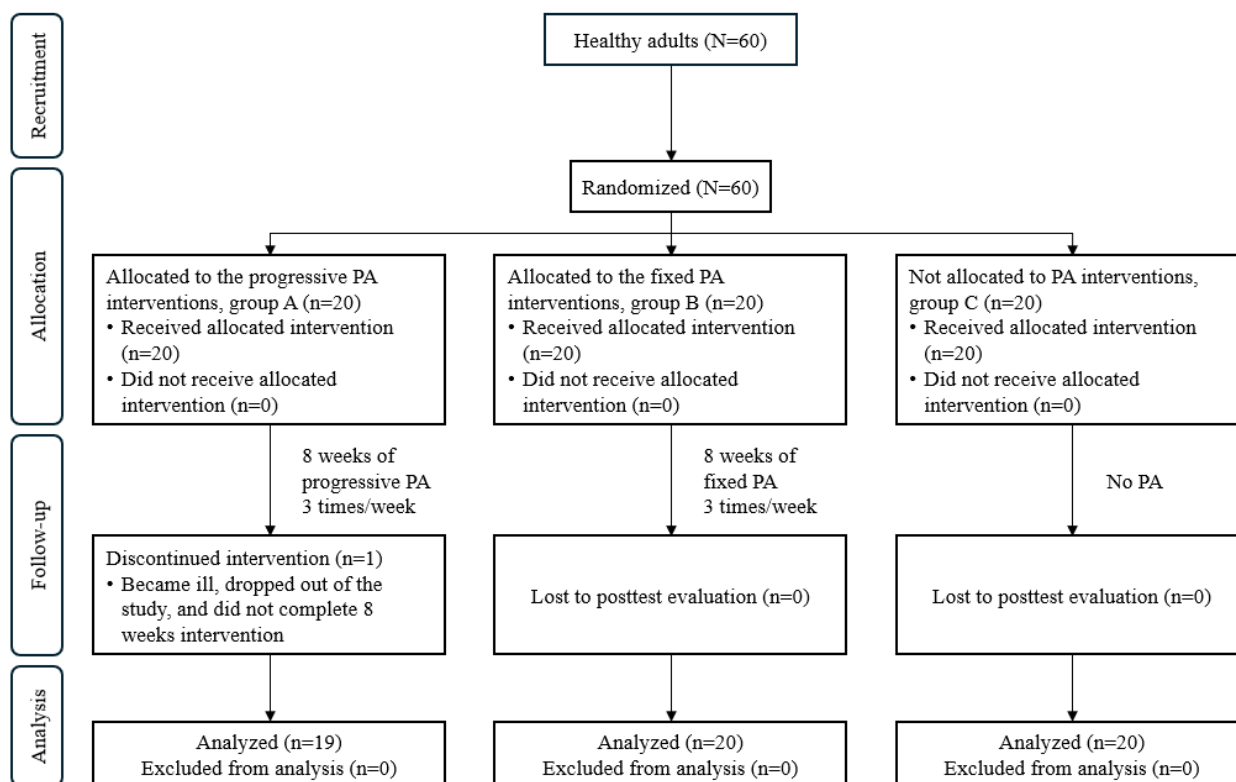 Recruitment
Healthy adults (N=60)
Allocation
Randomized (N=60)
Allocated to the progressive PA
interventions, group A (n=20)
• Received allocated intervention
(n=20)
• Did not receive allocated
intervention (n=0)
Allocated to the fixed PA
interventions, group B (n=20)
• Received allocated intervention
(n=20)
• Did not receive allocated
intervention (n=0)
Not allocated to PA interventions,
group C (n=20)
• Received allocated intervention
(n=20)
• Did not receive allocated
intervention (n=0)
Follow-up
8 weeks of
progressive PA
3 times/week
8 weeks of
fixed PA
3 times/week
No PA
Discontinued intervention (n=1)
• Became ill, dropped out of the
study, and did not complete 8
weeks intervention
Lost to posttest evaluation (n=0)
Lost to posttest evaluation (n=0)
Analysis
Analyzed (n=19)
Excluded from analysis (n=0)
Analyzed (n=20)
Excluded from analysis (n=0)
Analyzed (n=20)
Excluded from analysis (n=0)